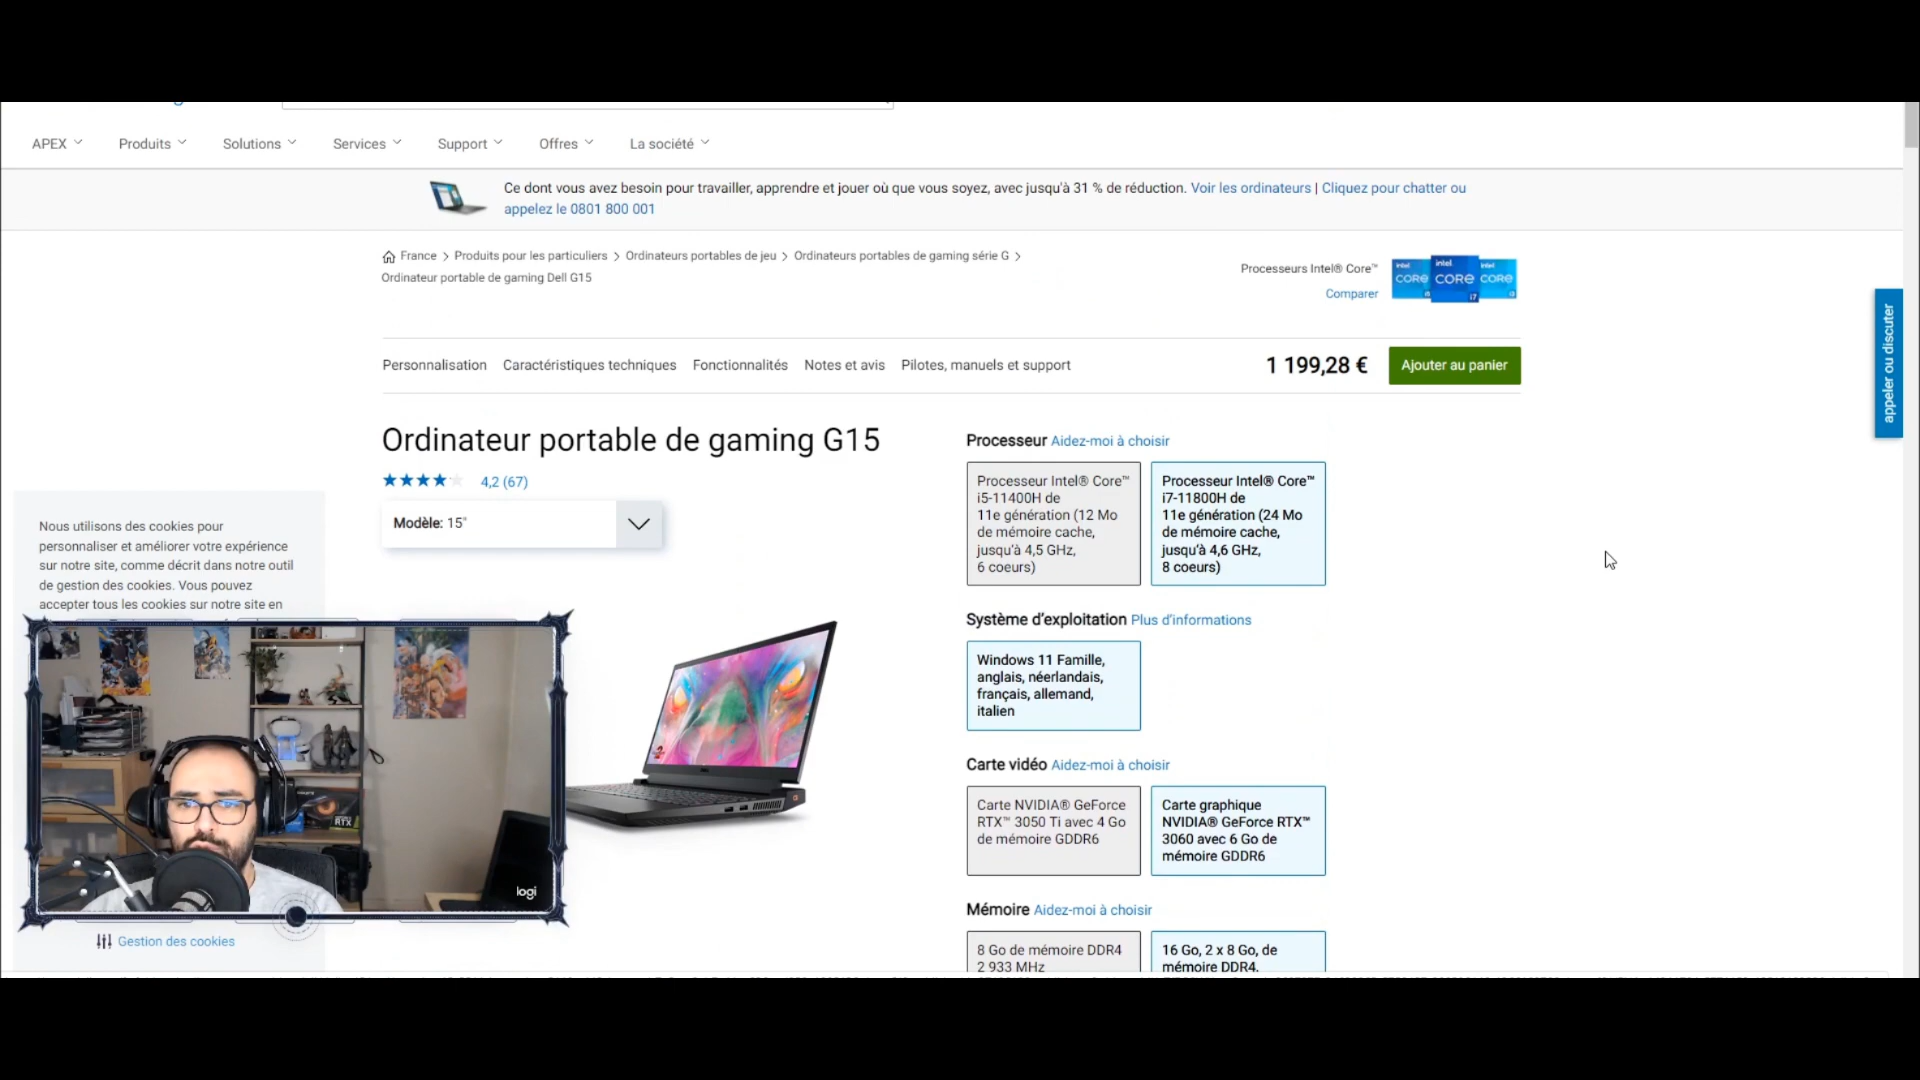 APEX
Produits
Solutions
Services
Support
Offres
La société
Ce dont vous avez besoin pour travailler, apprendre et jouer où que vous soyez, avec jusqu'à 31 % de réduction. Voir les ordinateurs | Cliquez pour chatter ou
appelez le 0801 800 001
France > Produits pour les particuliers > Ordinateurs portables de jeu > Ordinateurs portables de gaming série G >
Ordinateur portable de gaming Dell G15
Processeurs Intel® Core™
Comparer
intel CORE
intel CORE i7
intel CORE
Personnalisation
Caractéristiques techniques
Fonctionnalités
Notes et avis
Pilotes, manuels et support
1 199,28 €
Ajouter au panier
appeler ou discuter
Ordinateur portable de gaming G15
4,2 (67)
Modèle: 15"
Processeur Aidez-moi à choisir
Processeur Intel® Core™
i5-11400H de
11e génération (12 Mo
de mémoire cache,
jusqu'à 4,5 GHz,
6 coeurs)
Processeur Intel® Core™
i7-11800H de
11e génération (24 Mo
de mémoire cache,
jusqu'à 4,6 GHz,
8 coeurs)
Système d'exploitation Plus d'informations
Windows 11 Famille,
anglais, néerlandais,
français, allemand,
italien
Carte vidéo Aidez-moi à choisir
Carte NVIDIA® GeForce
RTX™ 3050 Ti avec 4 Go
de mémoire GDDR6
Carte graphique
NVIDIA® GeForce RTX™
3060 avec 6 Go de
mémoire GDDR6
Mémoire Aidez-moi à choisir
8 Go de mémoire DDR4
2 933 MHz
16 Go, 2 x 8 Go, de
mémoire DDR4,
Nous utilisons des cookies pour
personnaliser et améliorer votre expérience
sur notre site, comme décrit dans notre outil
de gestion des cookies. Vous pouvez
accepter tous les cookies sur notre site en
RTX
logi
Gestion des cookies